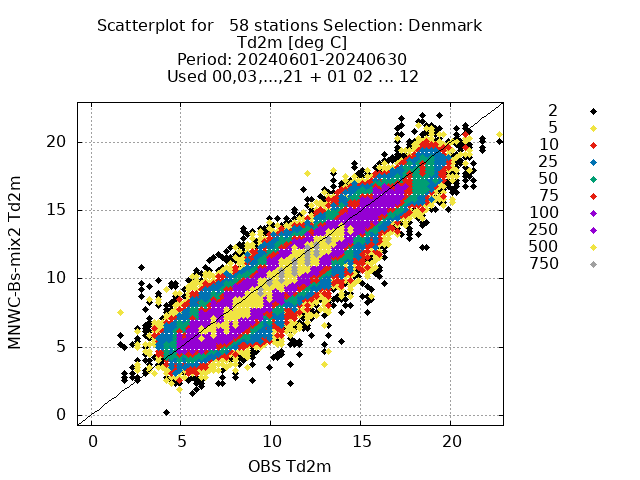 Scatterplot for   58 stations Selection: Denmark
Td2m [deg C]
Period: 20240601-20240630
Used 00,03,...,21 + 01 02 ... 12
MNWC-Bs-mix2 Td2m
20
15
10
5
0
0 5 10 15 20
OBS Td2m
2
5
10
25
50
75
100
250
500
750